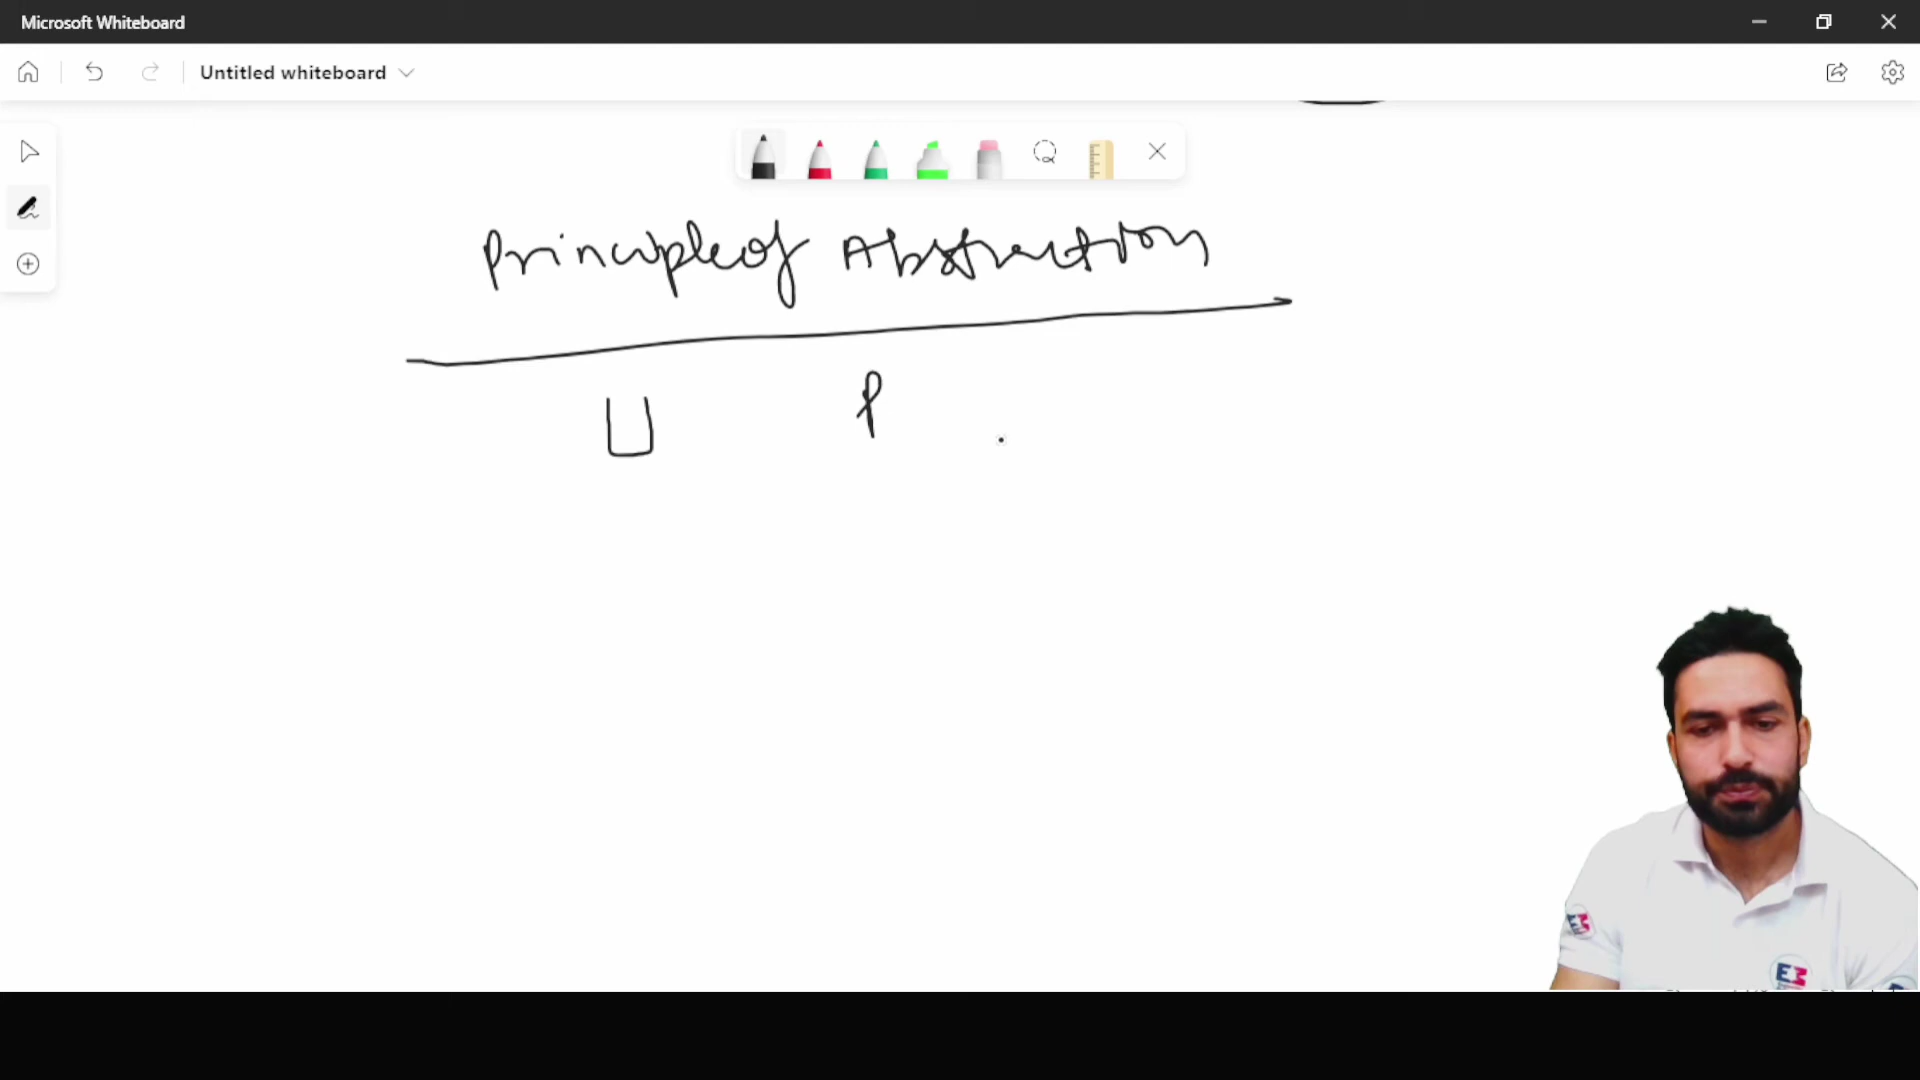 Microsoft Whiteboard
Untitled whiteboard
Principle of Abstraction
U P